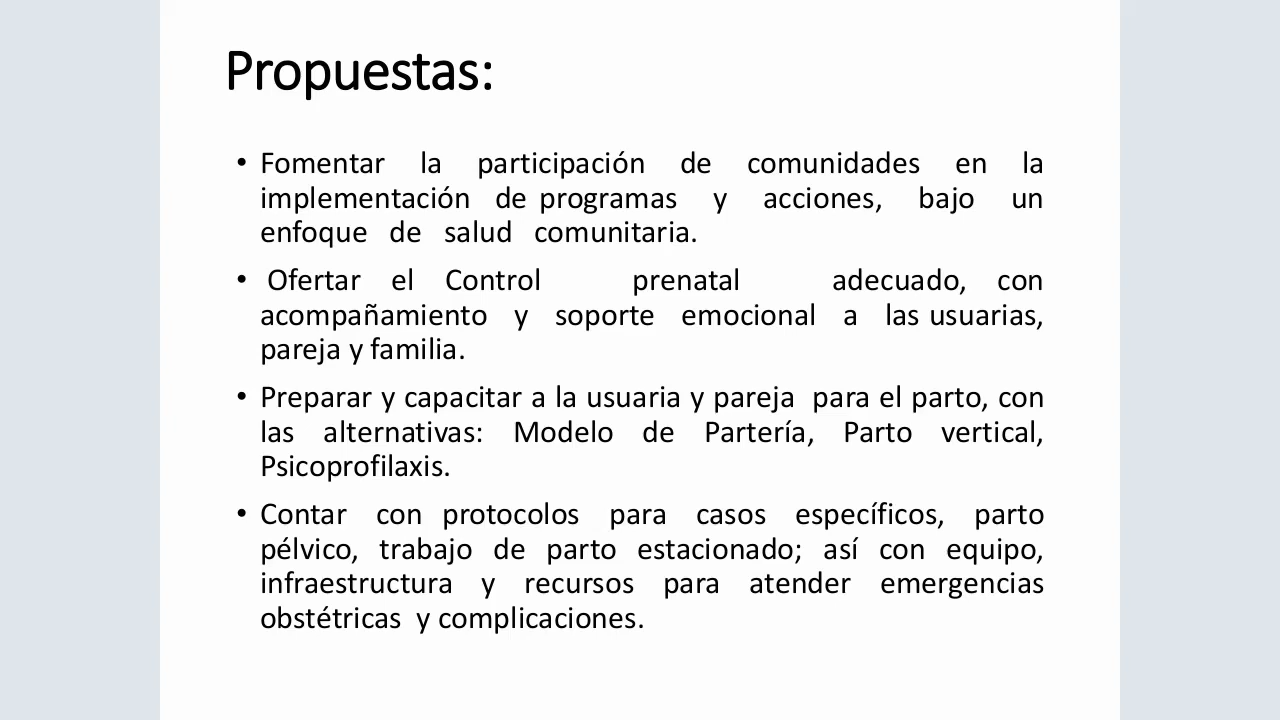 Propuestas:
• Fomentar la participación de comunidades en la
implementación de programas y acciones, bajo un
enfoque de salud comunitaria.
• Ofertar el Control prenatal adecuado, con
acompañamiento y soporte emocional a las usuarias,
pareja y familia.
• Preparar y capacitar a la usuaria y pareja para el parto, con
las alternativas: Modelo de Partería, Parto vertical,
Psicoprofilaxis.
• Contar con protocolos para casos específicos, parto
pélvico, trabajo de parto estacionado; así con equipo,
infraestructura y recursos para atender emergencias
obstétricas y complicaciones.